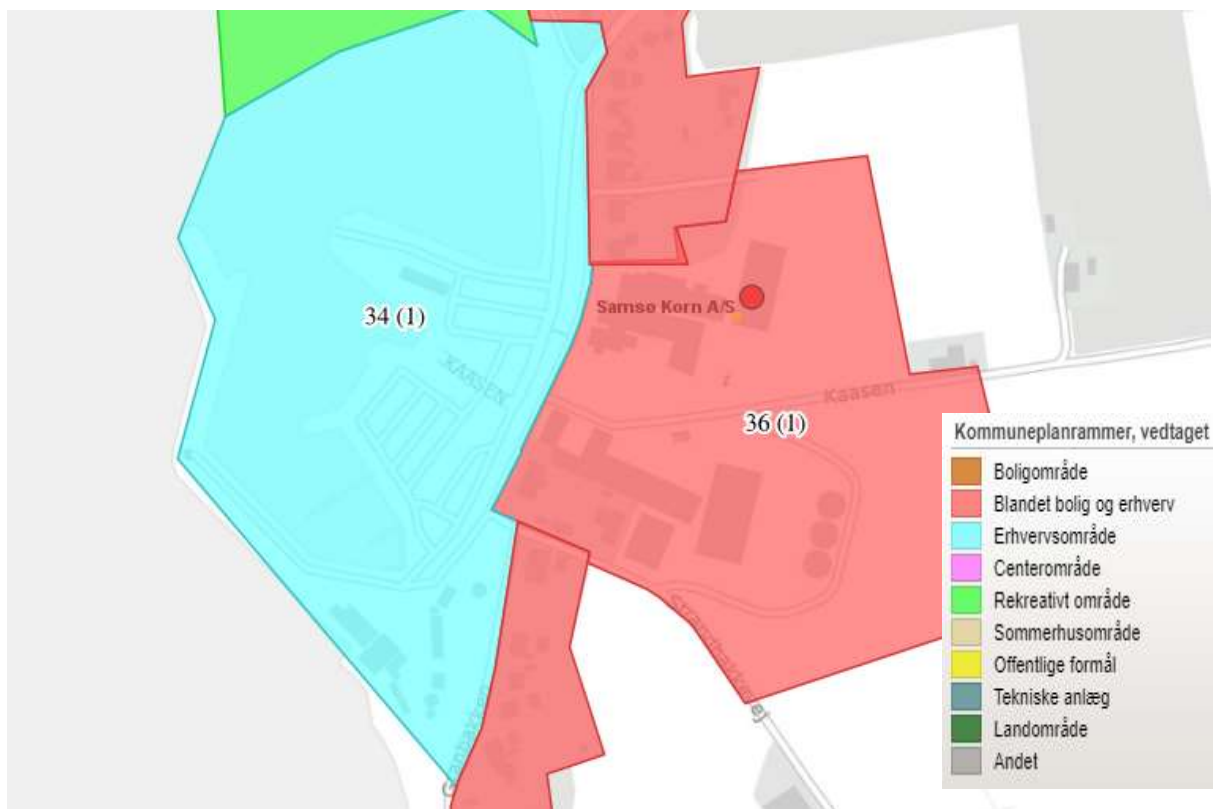 34 (1)
Samsø Korn A/S
KAASEN
Kaasen
36 (1)
Kommuneplanrammer, vedtaget
Boligområde
Blandet bolig og erhverv
Erhvervsområde
Centerområde
Rekreativt område
Sommerhusområde
Offentlige formål
Tekniske anlæg
Landområde
Andet